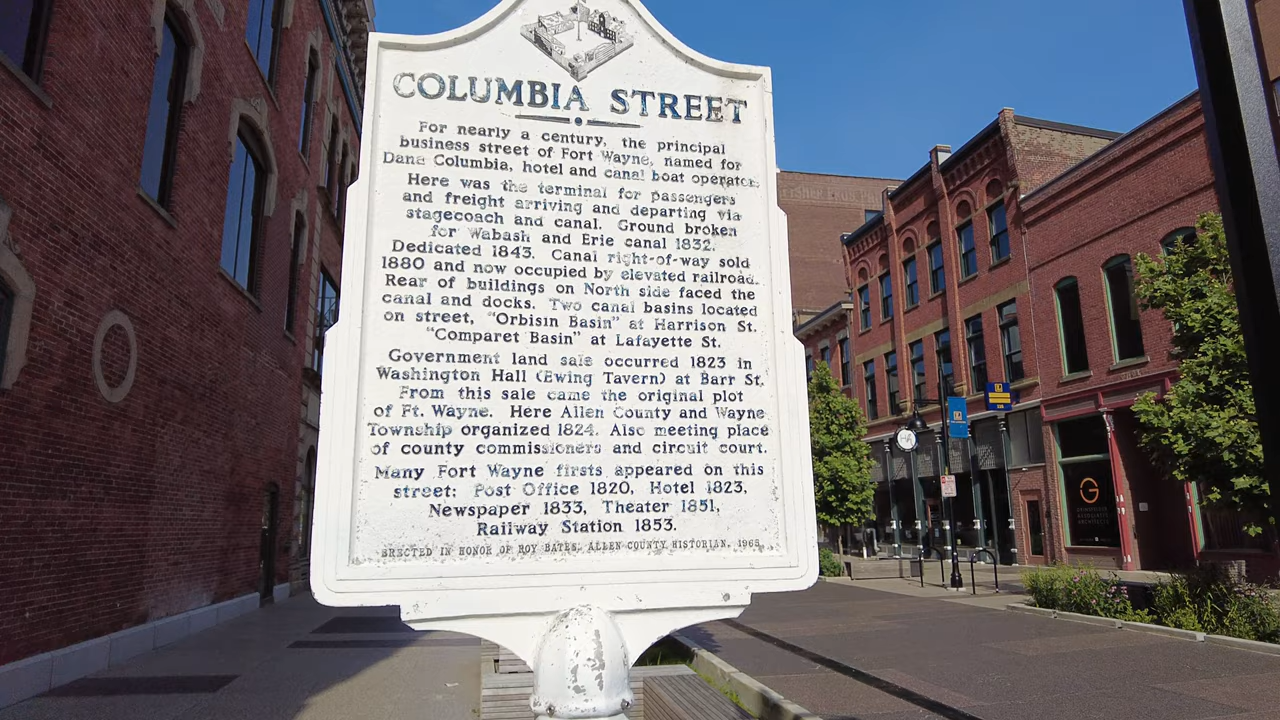 COLUMBIA STREET
For nearly a century, the principal
business street of Fort Wayne, named for
Dana Columbia, hotel and canal boat operator.
Here was the terminal for passengers
and freight arriving and departing via
stagecoach and canal. Ground broken
for Wabash and Erie canal 1832.
Dedicated 1843. Canal right-of-way sold
1880 and now occupied by elevated railroad.
Rear of buildings on North side faced the
canal and docks. Two canal basins located
on street, "Orbisin Basin" at Harrison St.
"Comparet Basin" at Lafayette St.
Government land sale occurred 1823 in
Washington Hall (Ewing Tavern) at Barr St.
From this sale came the original plot
of Ft. Wayne. Here Allen County and Wayne
Township organized 1824. Also meeting place
of county commissioners and circuit court.
Many Fort Wayne firsts appeared on this
street: Post Office 1820, Hotel 1823,
Newspaper 1833, Theater 1851,
Railway Station 1853.
ERECTED IN HONOR OF ROY BATES, ALLEN COUNTY HISTORIAN, 1968.
G
ASSOCIATES
ARCHITECTS